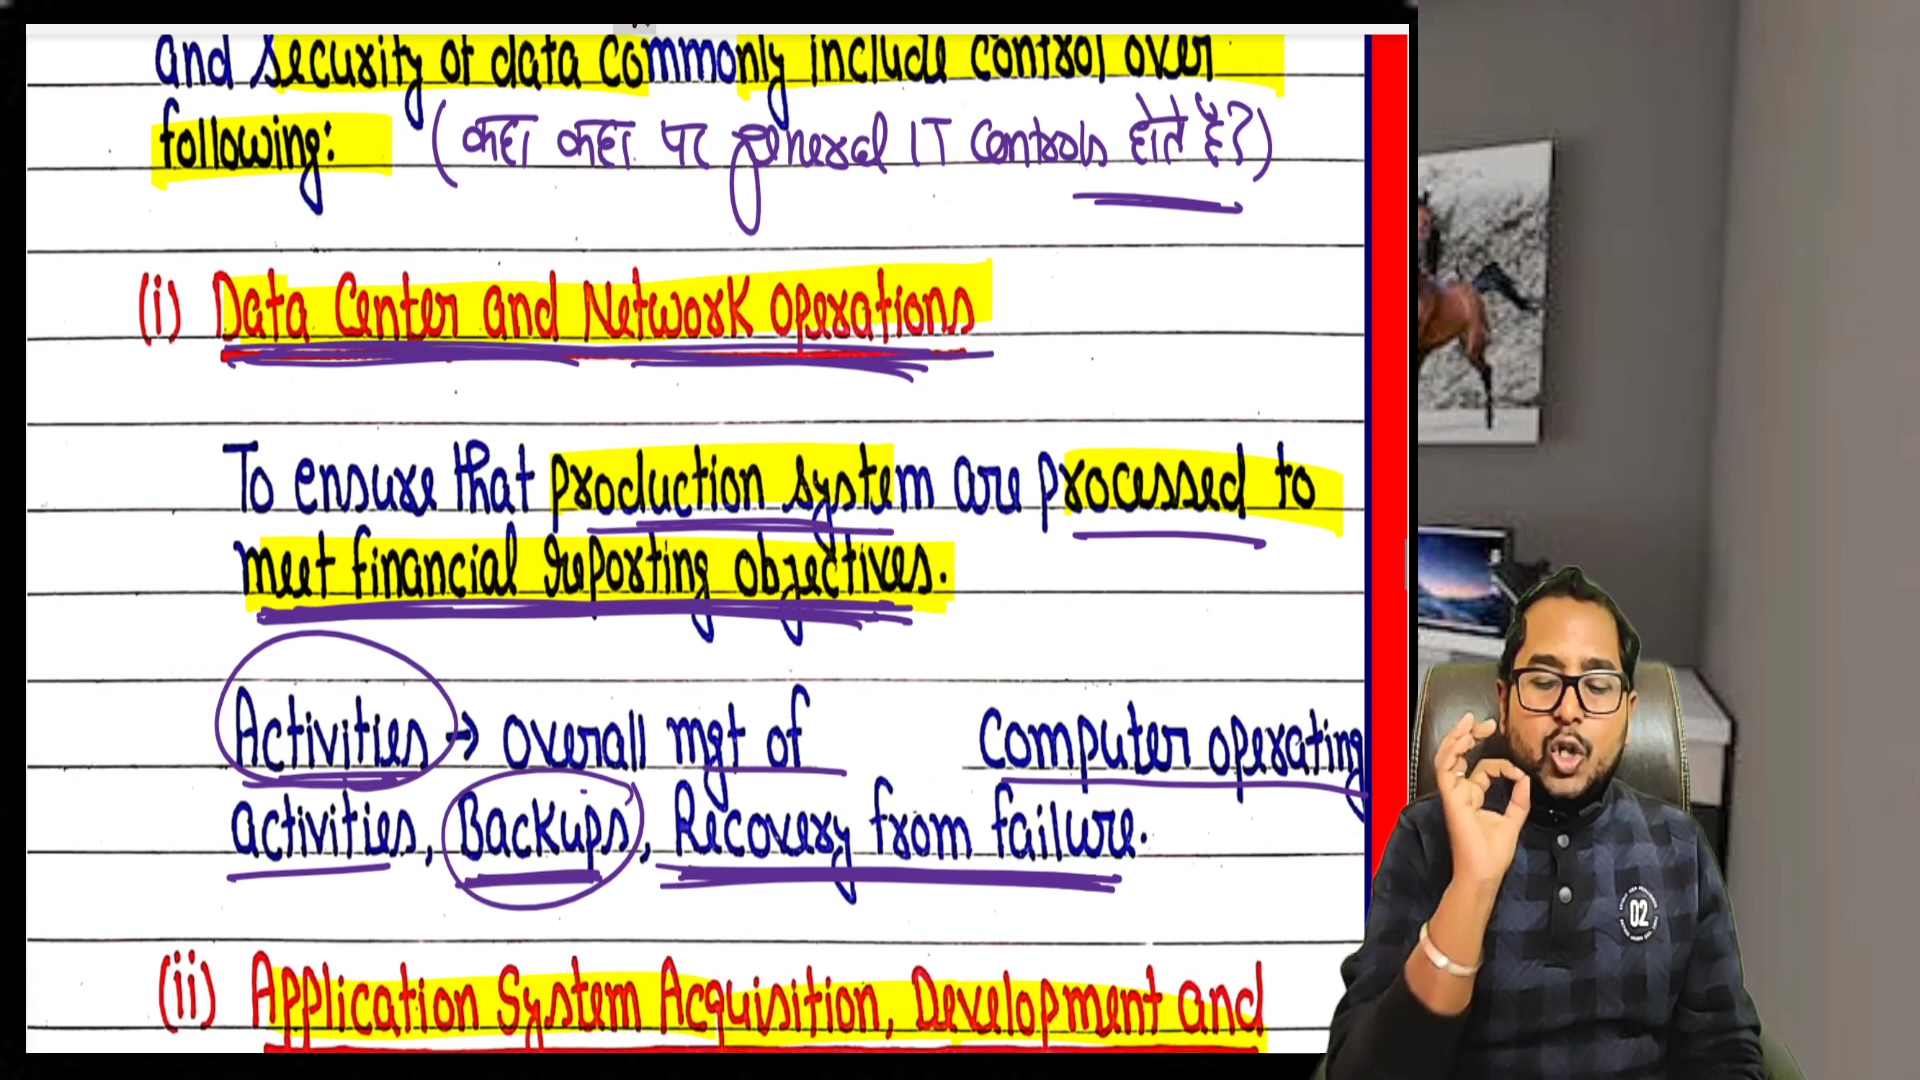 and security of data commonly include control over
following: (कहा कहा पर general IT Controls होते है?)
(i) Data Center and Network Operations
To ensure that production system are processed to
meet financial reporting objectives.
Activities → overall mgt of Computer operating
activities, Backups, Recovery from failure.
(ii) Application System Acquisition, Development and
02